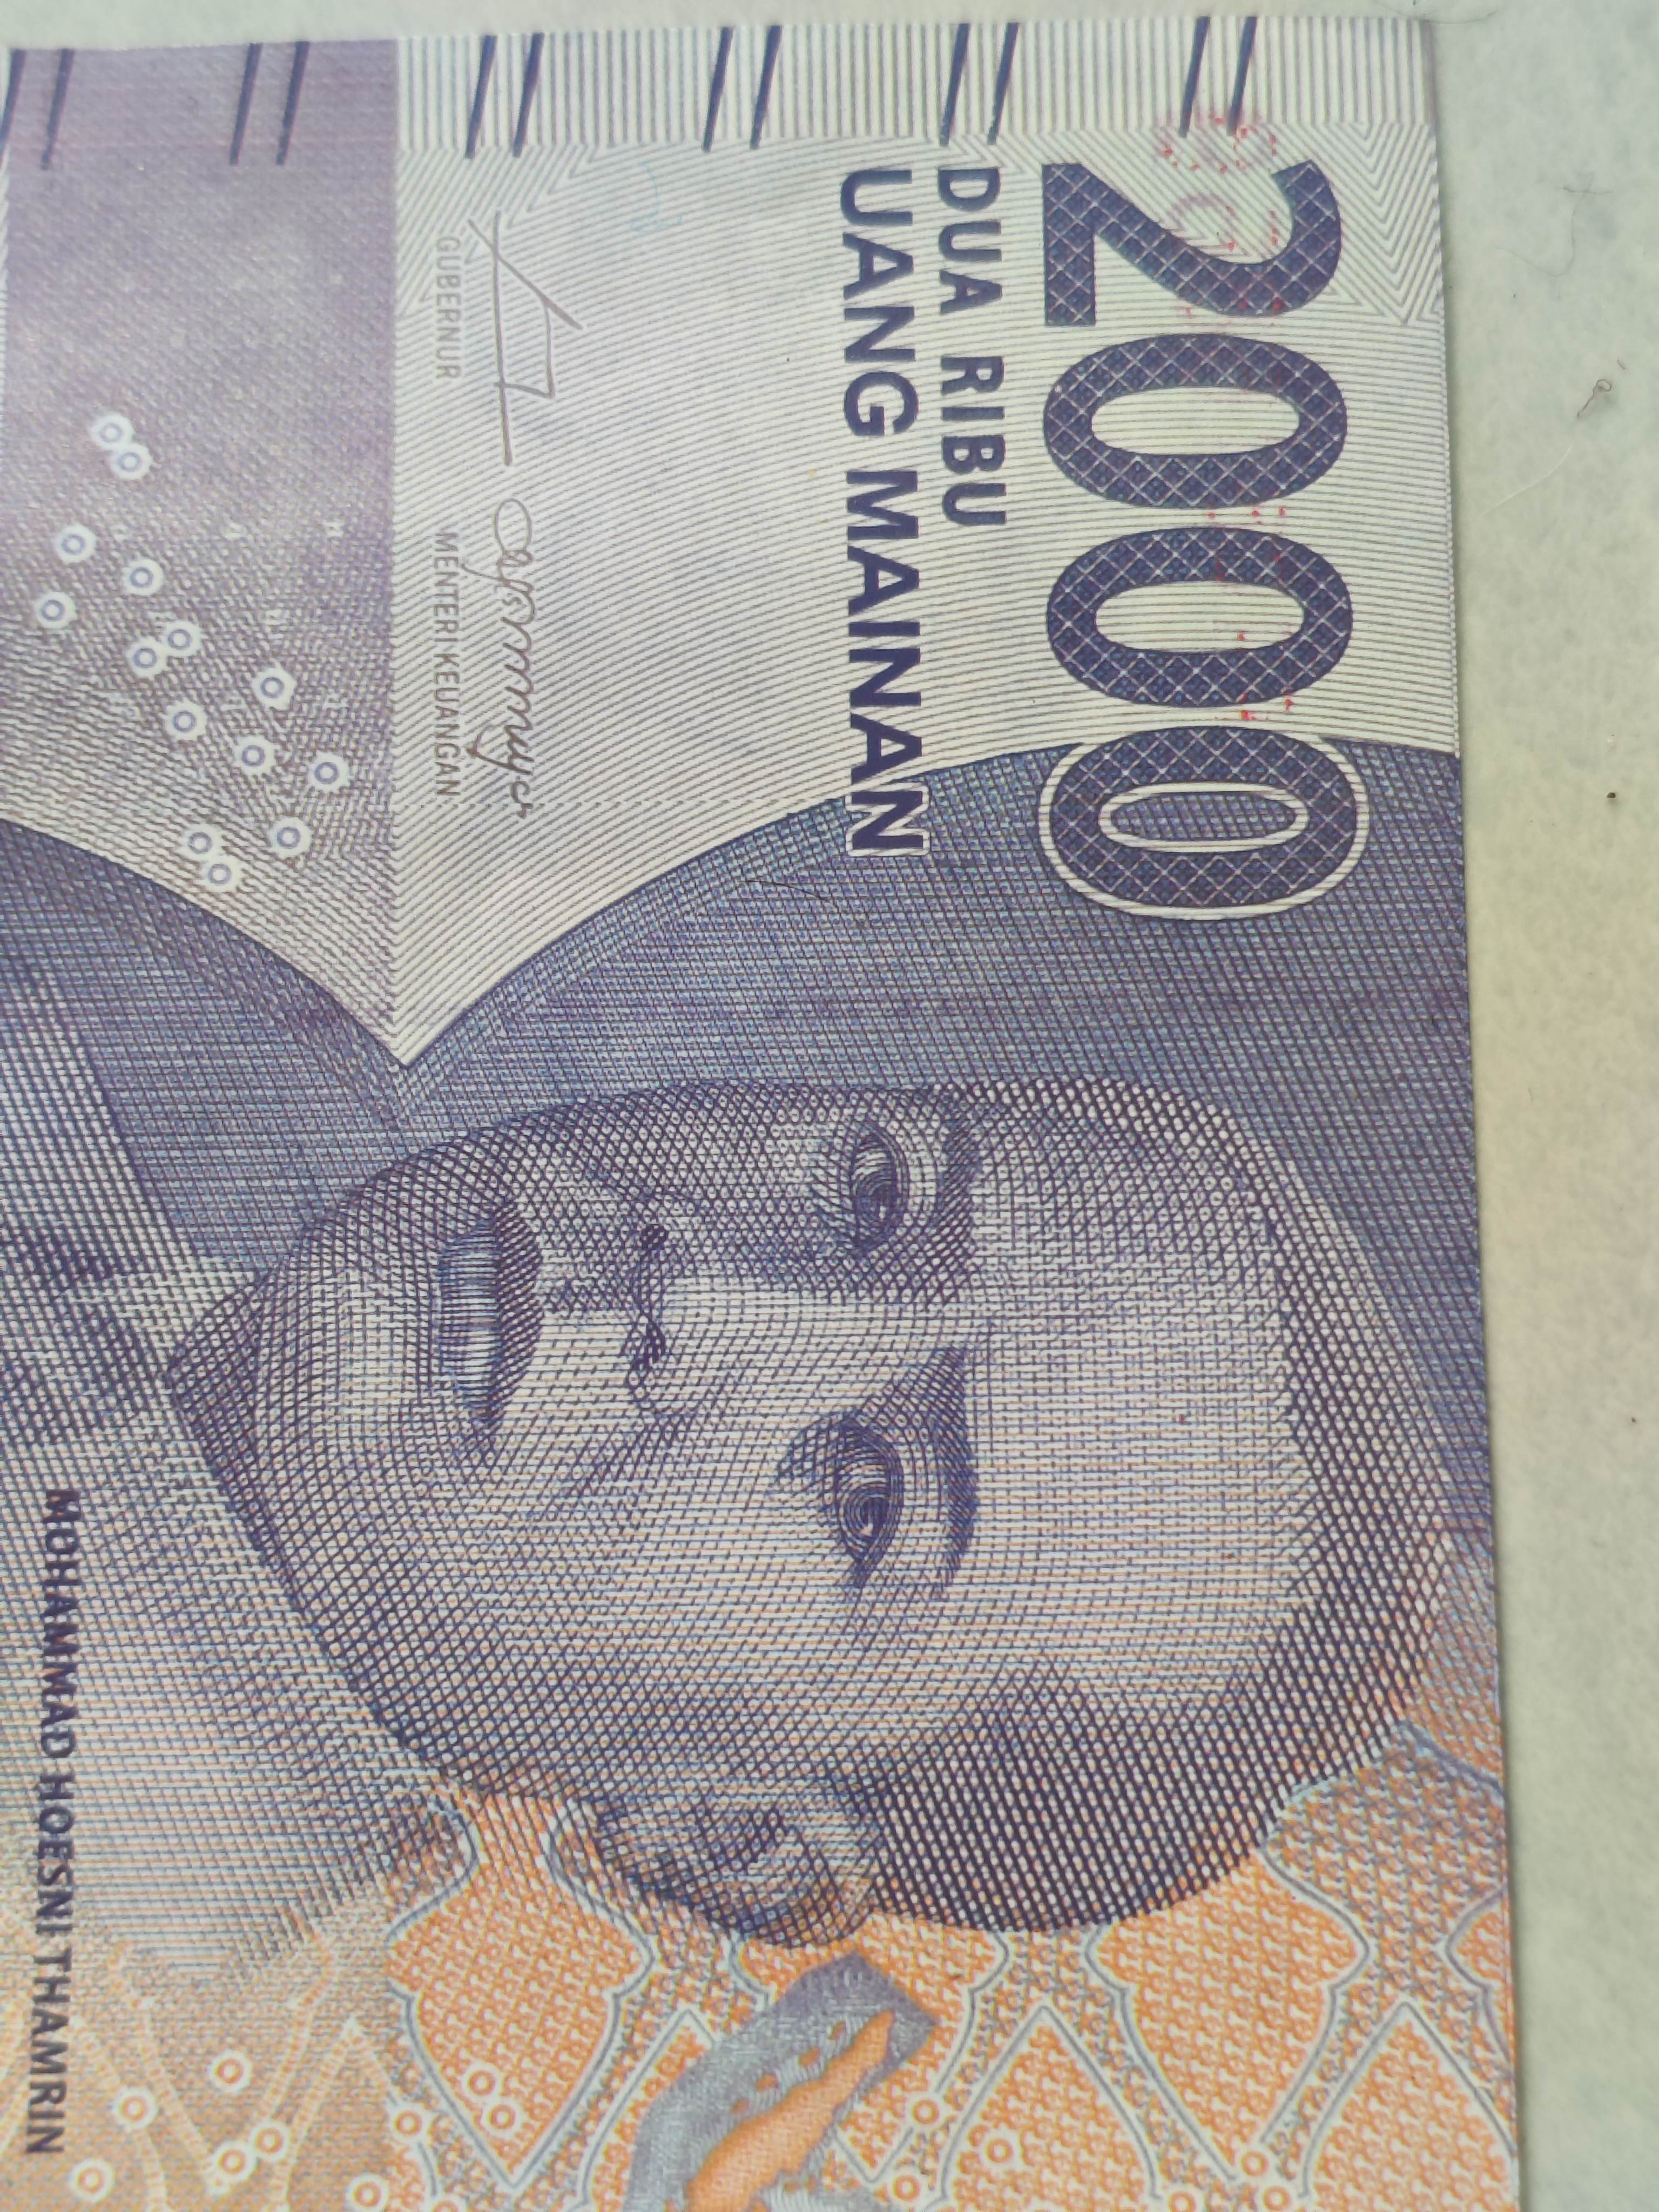 2000
DUA RIBU
UANG MAINAN
GUBERNUR
MENTERI KEUANGAN
MOHAMMAD HOESNI THAMRIN